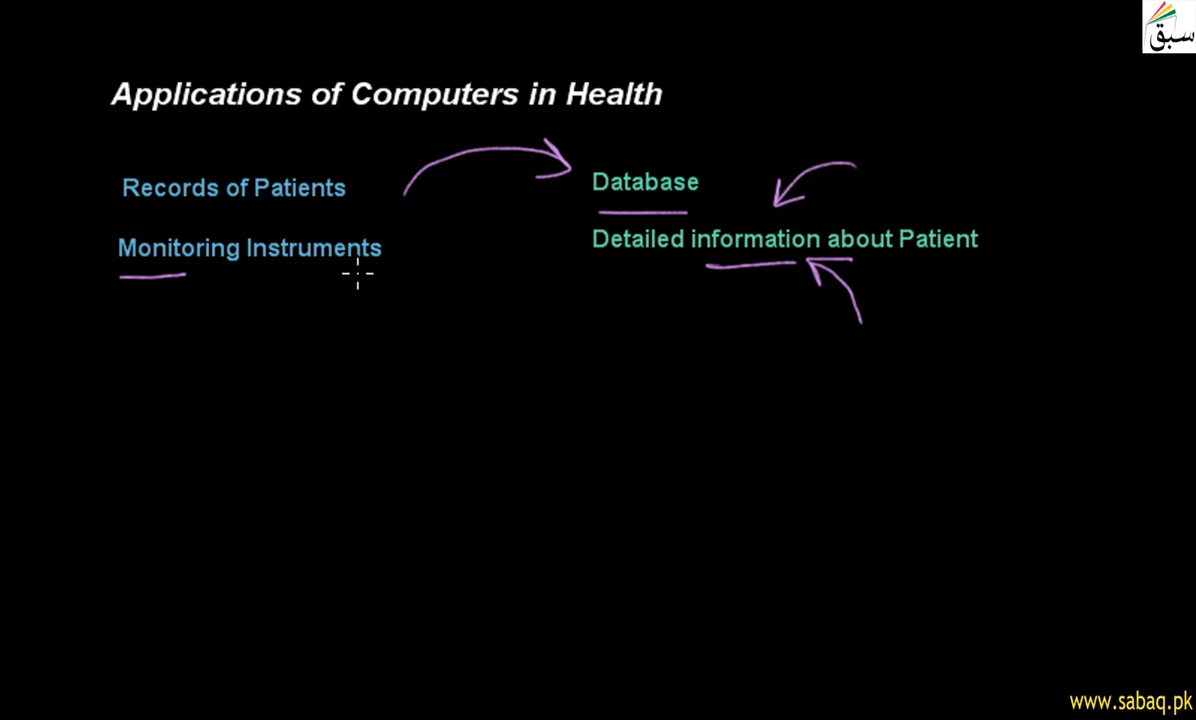 سبق
Applications of Computers in Health
Records of Patients
Monitoring Instruments
Database
Detailed information about Patient
www.sabaq.pk